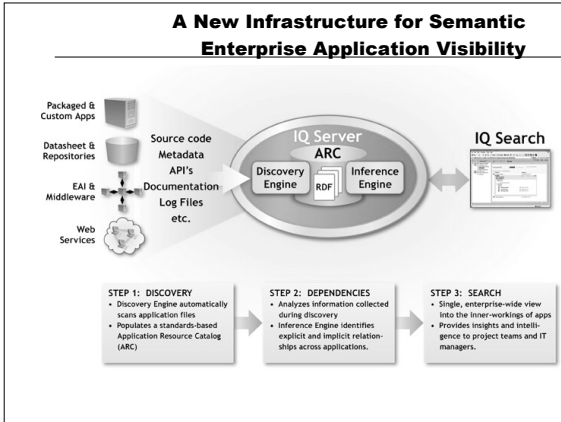 A New Infrastructure for Semantic
Enterprise Application Visibility
Packaged &
Custom Apps
Datasheet &
Repositories
EAI &
Middleware
Web
Services
Source code
Metadata
API's
Documentation
Log Files
etc.
IQ Server
ARC
Discovery
Engine
RDF
Inference
Engine
IQ Search
STEP 1: DISCOVERY
• Discovery Engine automatically
scans application files
• Populates a standards-based
Application Resource Catalog
(ARC)
STEP 2: DEPENDENCIES
• Analyzes information collected
during discovery
• Inference Engine identifies
explicit and implicit relation-
ships across applications.
STEP 3: SEARCH
• Single, enterprise-wide view
into the inner-workings of apps
• Provides insights and intelli-
gence to project teams and IT
managers.